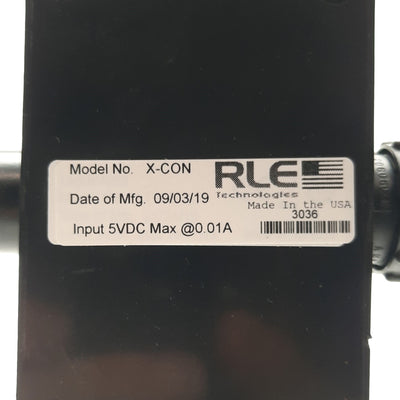 Model No. X-CON
RLE
Technologies
Date of Mfg. 09/03/19
Made In the USA
3036
Input 5VDC Max @0.01A